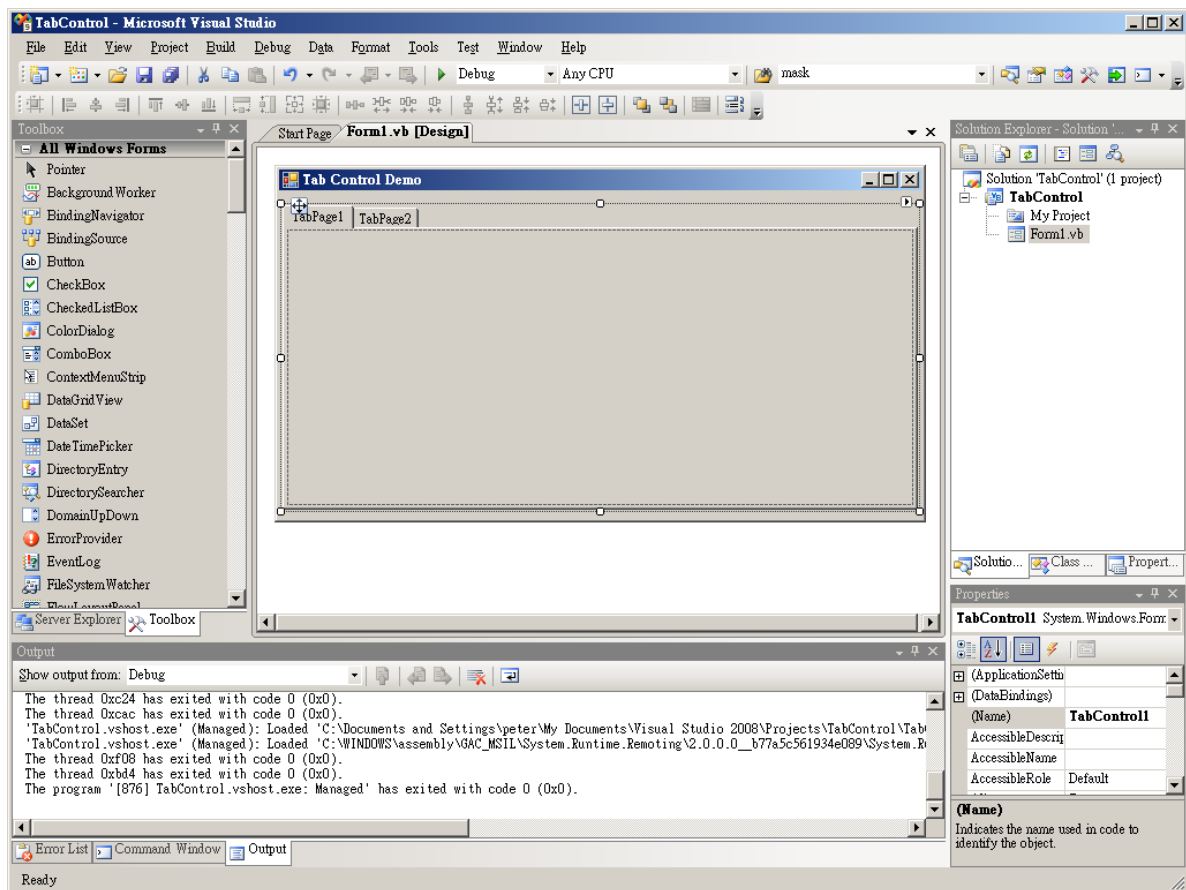 TabControl - Microsoft Visual Studio
File Edit View Project Build Debug Data Format Tools Test Window Help
Debug Any CPU mask
Toolbox
All Windows Forms
Pointer
BackgroundWorker
BindingNavigator
BindingSource
Button
CheckBox
CheckedListBox
ColorDialog
ComboBox
ContextMenuStrip
DataGridView
DataSet
DateTimePicker
DirectoryEntry
DirectorySearcher
DomainUpDown
ErrorProvider
EventLog
FileSystemWatcher
Server Explorer Toolbox
Start Page Form1.vb [Design]
Tab Control Demo
TabPage1 TabPage2
Solution Explorer - Solution '...
Solution 'TabControl' (1 project)
TabControl
My Project
Form1.vb
Solutio... Class ... Propert...
Properties
TabControl1 System.Windows.Form
(ApplicationSettin
(DataBindings)
(Name) TabControl1
AccessibleDescrip
AccessibleName
AccessibleRole Default
(Name)
Indicates the name used in code to
identify the object.
Output
Show output from: Debug
The thread 0xc24 has exited with code 0 (0x0).
The thread 0xcac has exited with code 0 (0x0).
'TabControl.vshost.exe' (Managed): Loaded 'C:\Documents and Settings\peter\My Documents\Visual Studio 2008\Projects\TabControl\Tab
'TabControl.vshost.exe' (Managed): Loaded 'C:\WINDOWS\assembly\GAC_MSIL\System.Runtime.Remoting\2.0.0.0__b77a5c561934e089\System.R
The thread 0xf08 has exited with code 0 (0x0).
The thread 0xbd4 has exited with code 0 (0x0).
The program '[876] TabControl.vshost.exe: Managed' has exited with code 0 (0x0).
Error List Command Window Output
Ready